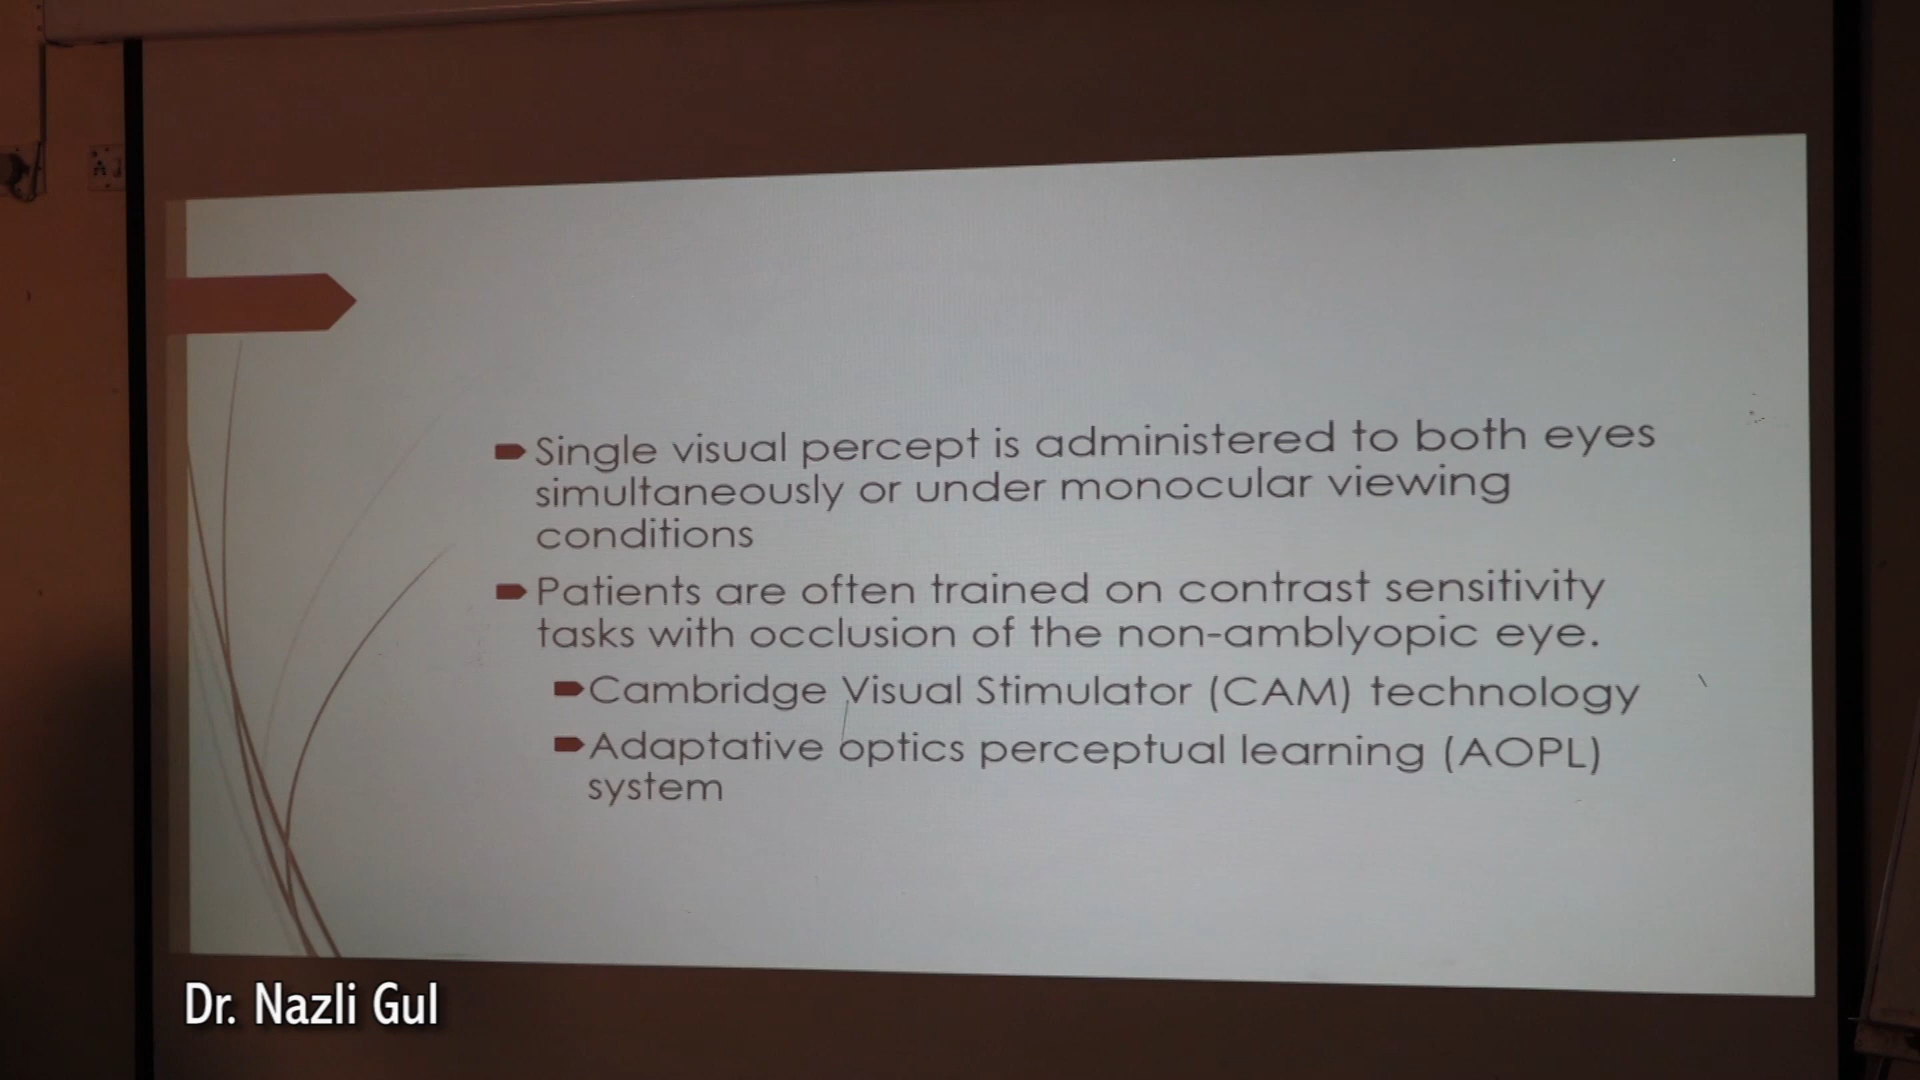 Single visual percept is administered to both eyes
simultaneously or under monocular viewing
conditions
Patients are often trained on contrast sensitivity
tasks with occlusion of the non-amblyopic eye.
Cambridge Visual Stimulator (CAM) technology
Adaptative optics perceptual learning (AOPL)
system
Dr. Nazli Gul